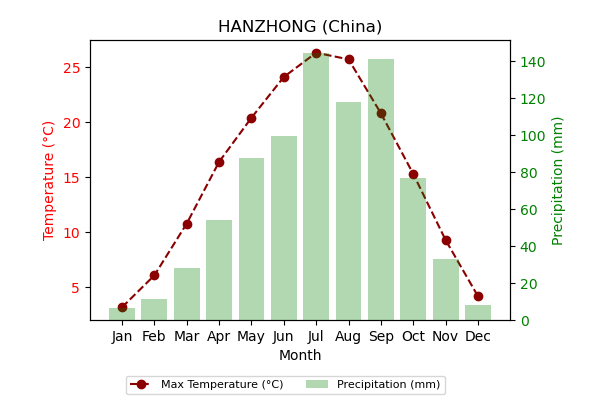 HANZHONG (China)
25
20
15
10
5
Temperature (°C)
140
120
100
80
60
40
20
0
Precipitation (mm)
Jan Feb Mar Apr May Jun Jul Aug Sep Oct Nov Dec
Month
Max Temperature (°C) Precipitation (mm)